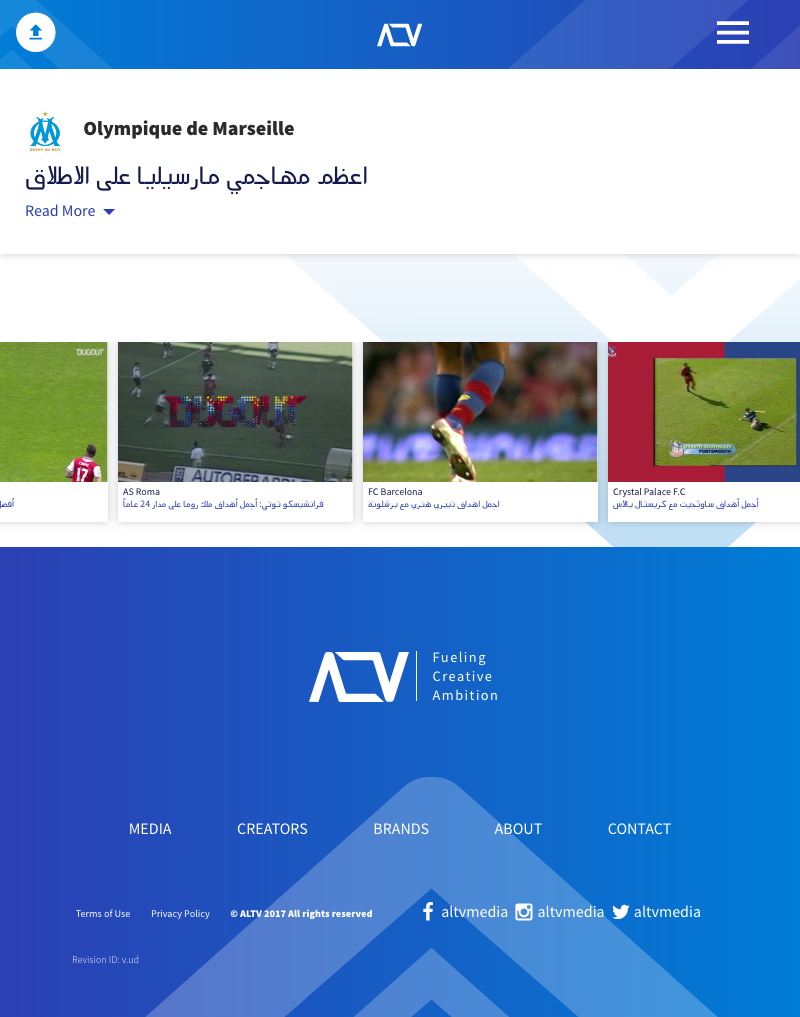 ALTV
Olympique de Marseille
اعظم مهاجمي مارسيليا على الاطلاق
Read More
DUGOUT
17
DUGOUT
AS Roma
فرانشيسكو توتي: أجمل أهداف ملك روما على مدار 24 عاماً
FC Barcelona
اجمل اهداف تييري هنري مع برشلونة
PORTSMOUTH
Crystal Palace F.C
أجمل أهداف ساوثجيت مع كريستال بالاس
ALTV
Fueling
Creative
Ambition
MEDIA CREATORS BRANDS ABOUT CONTACT
Terms of Use Privacy Policy © ALTV 2017 All rights reserved altvmedia altvmedia altvmedia
Revision ID: v.ud